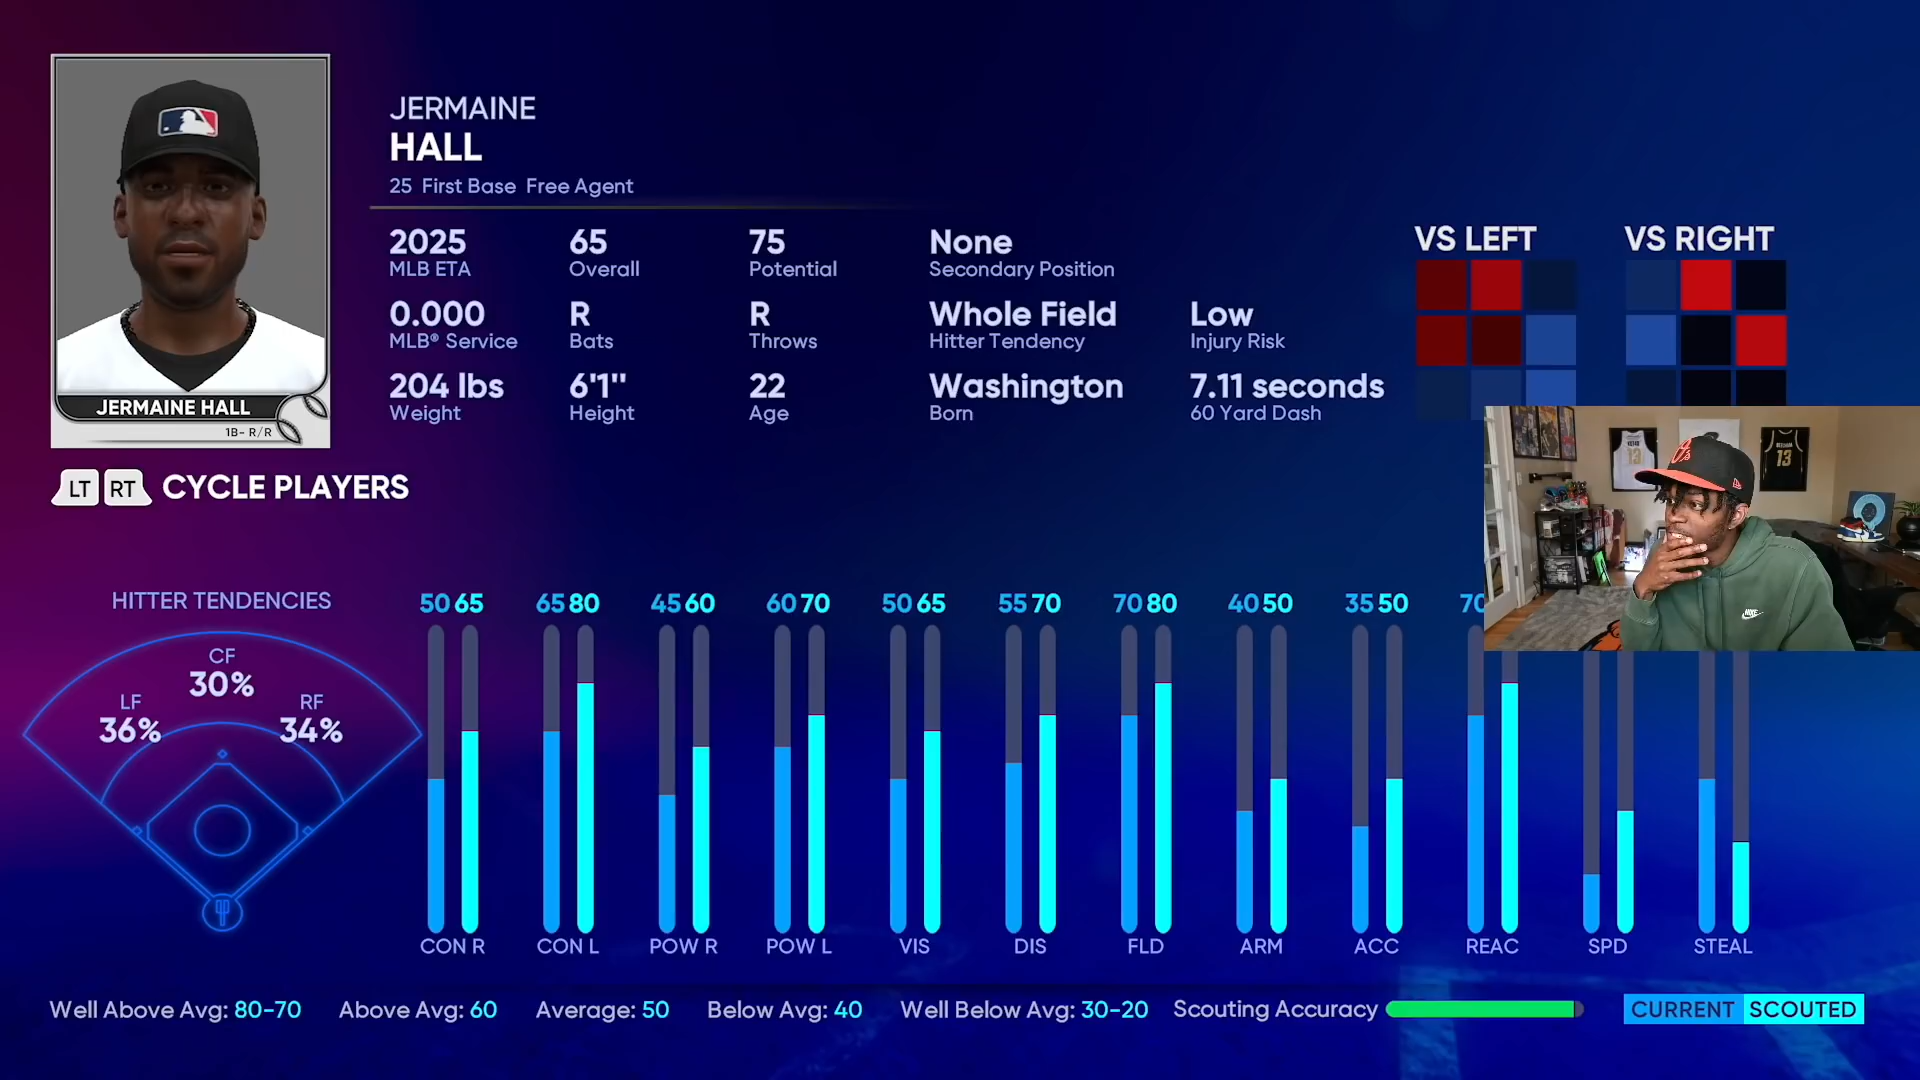 JERMAINE
HALL
25 First Base Free Agent
2025
MLB ETA
65
Overall
75
Potential
None
Secondary Position
0.000
MLB® Service
R
Bats
R
Throws
Whole Field
Hitter Tendency
Low
Injury Risk
204 lbs
Weight
6'1''
Height
22
Age
Washington
Born
7.11 seconds
60 Yard Dash
VS LEFT
VS RIGHT
JERMAINE HALL
1B- R/R
LT RT CYCLE PLAYERS
13
13
HITTER TENDENCIES
CF
30%
LF
36%
RF
34%
50 65
65 80
45 60
60 70
50 65
55 70
70 80
40 50
35 50
70
CON R
CON L
POW R
POW L
VIS
DIS
FLD
ARM
ACC
REAC
SPD
STEAL
Well Above Avg: 80-70
Above Avg: 60
Average: 50
Below Avg: 40
Well Below Avg: 30-20
Scouting Accuracy
CURRENT SCOUTED